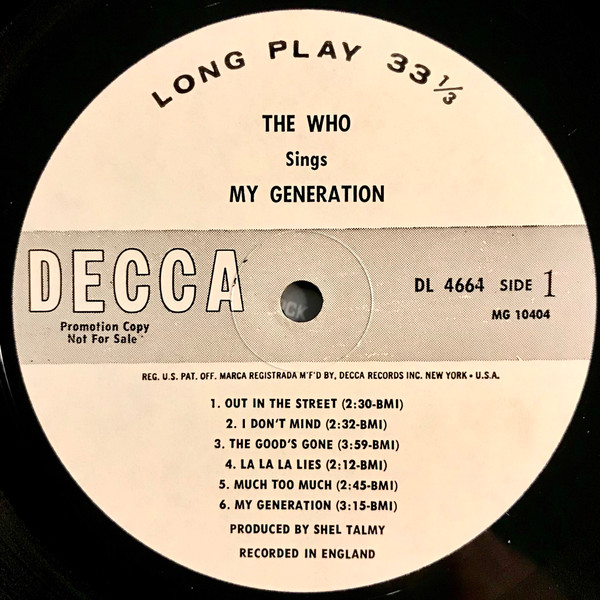 LONG PLAY 33 1/3
THE WHO
Sings
MY GENERATION
DECCA
Promotion Copy
Not For Sale
DL 4664 SIDE 1
MG 10404
REG. U.S. PAT. OFF. MARCA REGISTRADA M'F'D BY, DECCA RECORDS INC. NEW YORK • U.S.A.
1. OUT IN THE STREET (2:30-BMI)
2. I DON'T MIND (2:32-BMI)
3. THE GOOD'S GONE (3:59-BMI)
4. LA LA LA LIES (2:12-BMI)
5. MUCH TOO MUCH (2:45-BMI)
6. MY GENERATION (3:15-BMI)
PRODUCED BY SHEL TALMY
RECORDED IN ENGLAND